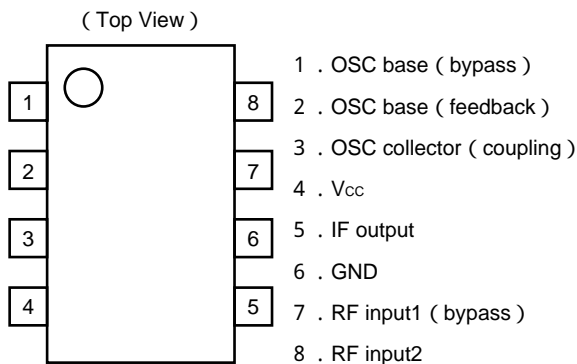 ( Top View )
1
2
3
4
8
7
6
5
1 . OSC base ( bypass )
2 . OSC base ( feedback )
3 . OSC collector ( coupling )
4 . Vcc
5 . IF output
6 . GND
7 . RF input1 ( bypass )
8 . RF input2